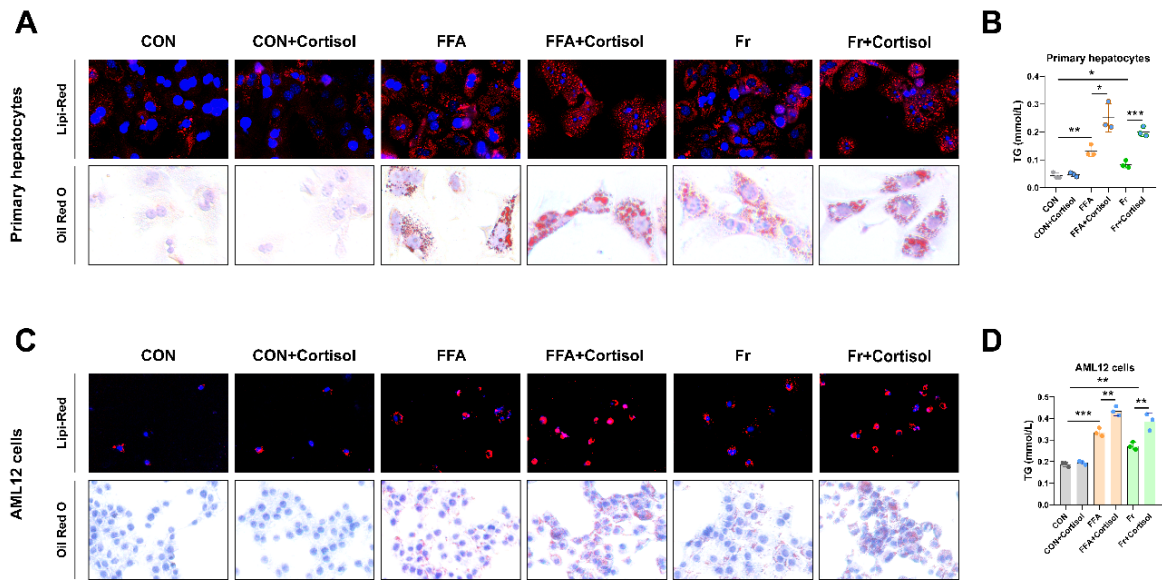 A
CON
CON+Cortisol
FFA
FFA+Cortisol
Fr
Fr+Cortisol
Primary hepatocytes
Lipi-Red
Oil Red O
B
Primary hepatocytes
TG (mmol/L)
0.4
0.3
0.2
0.1
0.0
*
*
**
***
CON
CON+Cortisol
FFA
FFA+Cortisol
Fr
Fr+Cortisol
C
CON
CON+Cortisol
FFA
FFA+Cortisol
Fr
Fr+Cortisol
AML12 cells
Lipi-Red
Oil Red O
D
AML12 cells
TG (mmol/L)
0.5
0.4
0.3
0.2
0.1
0.0
**
**
***
**
CON
CON+Cortisol
FFA
FFA+Cortisol
Fr
Fr+Cortisol